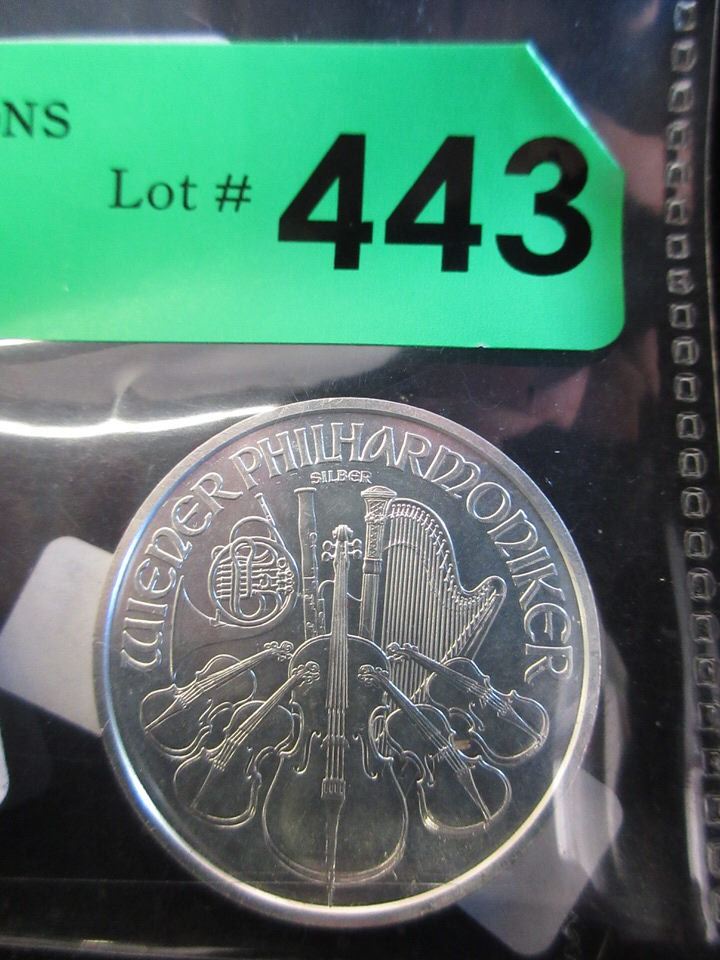 NS
Lot # 443
WIENER PHILHARMONIKER
SILBER